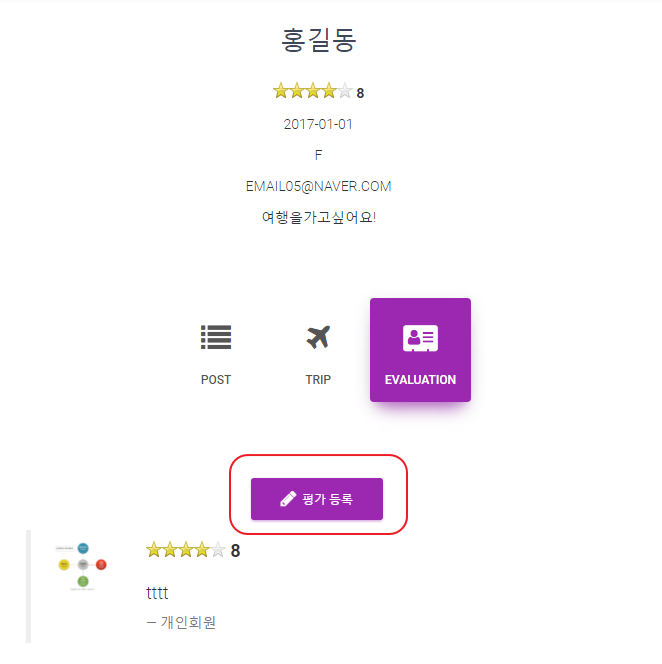 홍길동
8
2017-01-01
F
EMAIL05@NAVER.COM
여행을가고싶어요!
POST TRIP EVALUATION
평가 등록
8
tttt
— 개인회원